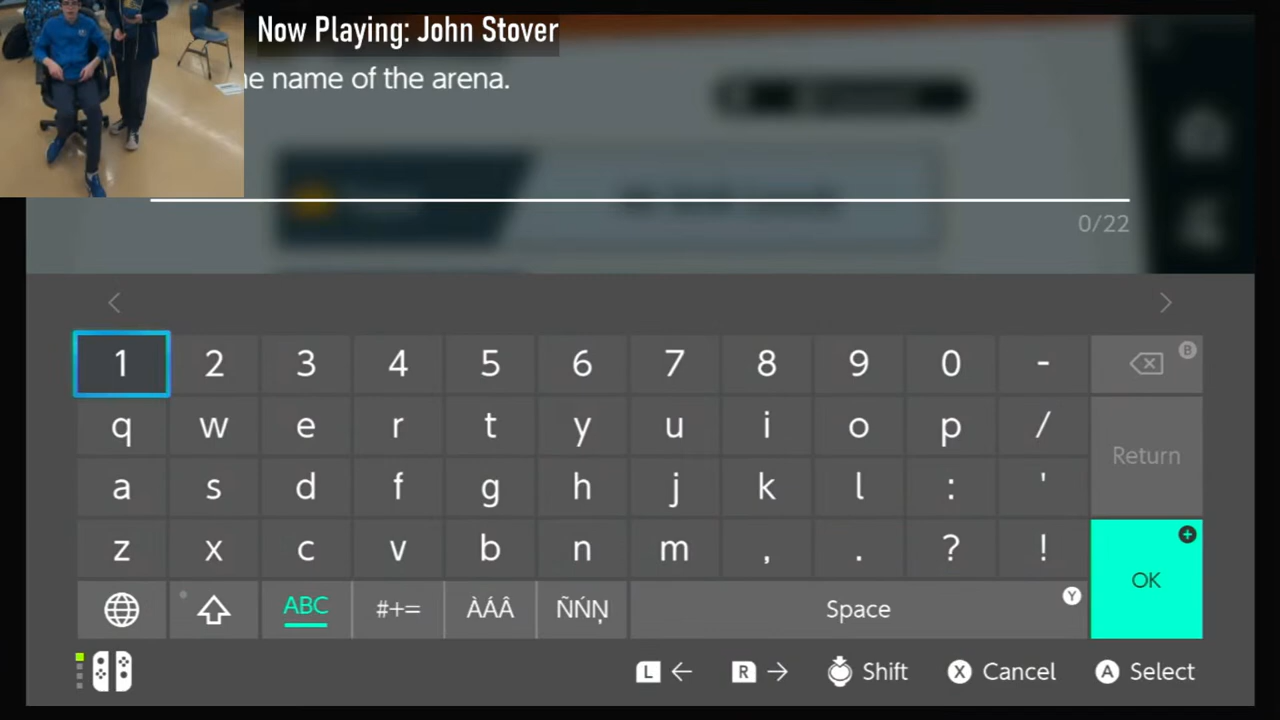 Now Playing: John Stover
he name of the arena.
0/22
1 2 3 4 5 6 7 8 9 0 - B
q w e r t y u i o p / Return
a s d f g h j k l : '
z x c v b n m , . ? ! + OK
ABC #+= ÀÁÂ ÑŃŅ Space Y
L ← R → Shift X Cancel A Select